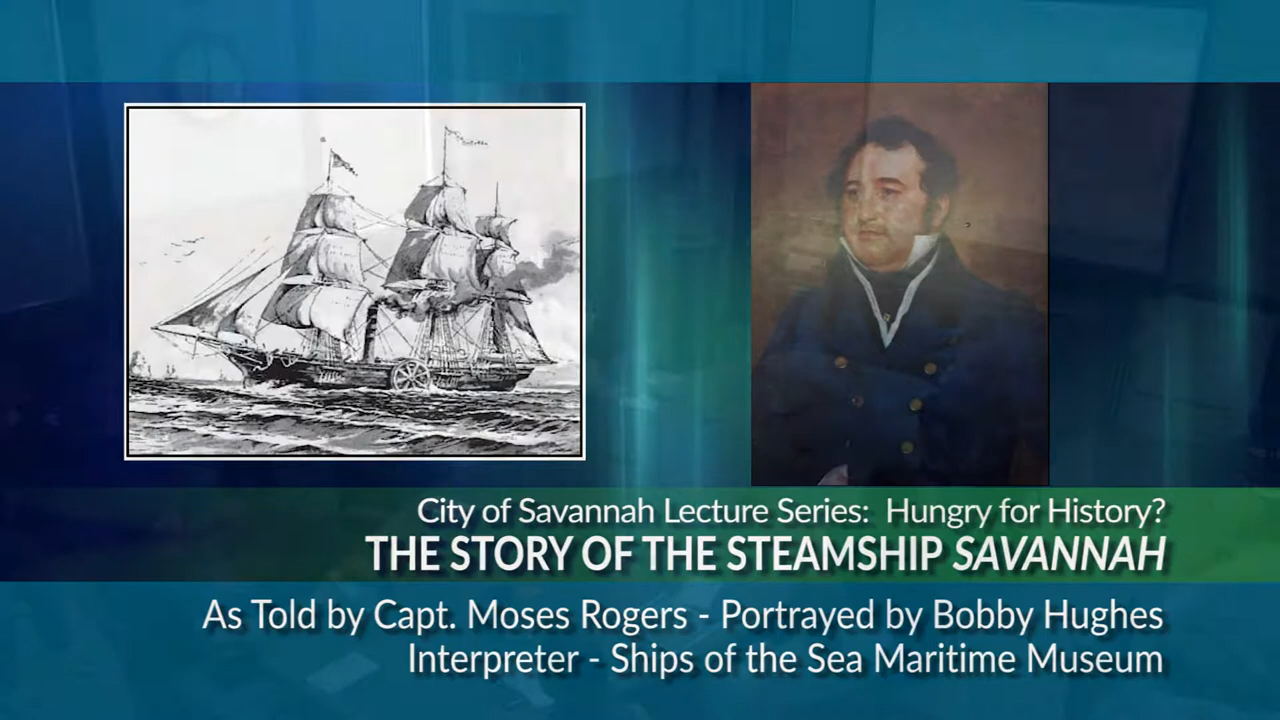 City of Savannah Lecture Series: Hungry for History?
THE STORY OF THE STEAMSHIP SAVANNAH
As Told by Capt. Moses Rogers - Portrayed by Bobby Hughes
Interpreter - Ships of the Sea Maritime Museum